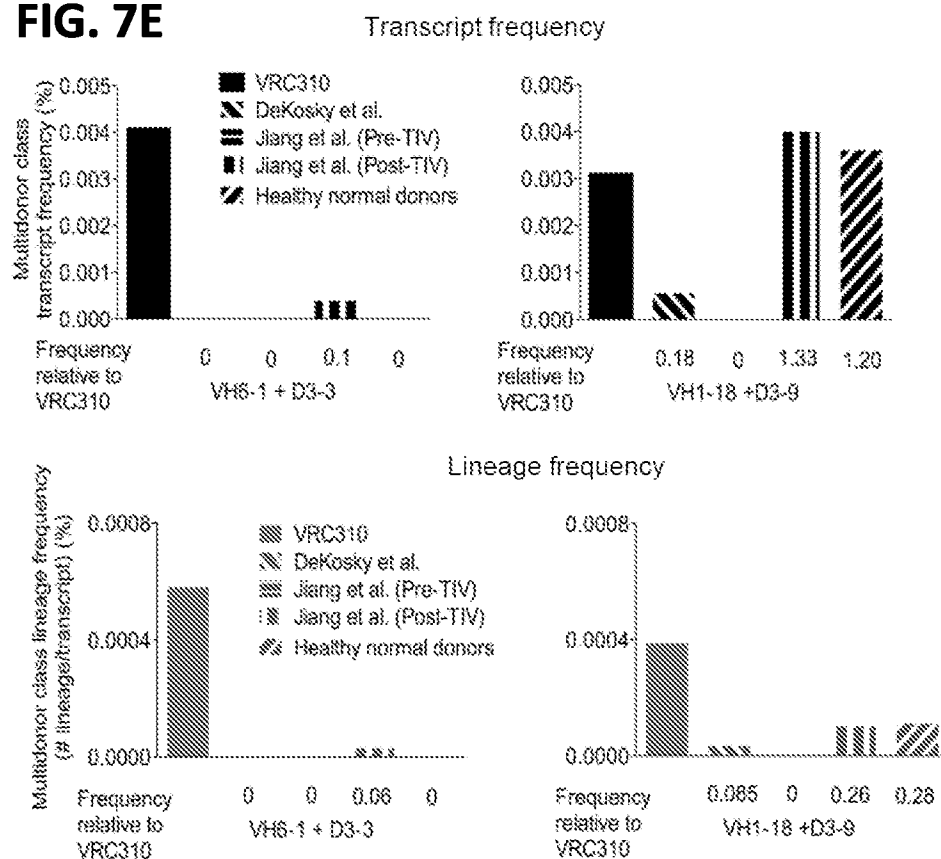 FIG. 7E
Transcript frequency
Multidonor class
transcript frequency (%)
0.005
0.004
0.003
0.002
0.001
0.000
VRC310
DeKosky et al.
Jiang et al. (Pre-TIV)
Jiang et al. (Post-TIV)
Healthy normal donors
Frequency
relative to
VRC310
0 0 0.1 0
VH6-1 + D3-3
0.005
0.004
0.003
0.002
0.001
0.000
Frequency
relative to
VRC310
0.18 0 1.33 1.20
VH1-18 +D3-9
Lineage frequency
Multidonor class lineage frequency
(# lineage/transcript) (%)
0.0008
0.0004
0.0000
VRC310
DeKosky et al.
Jiang et al. (Pre-TIV)
Jiang et al. (Post-TIV)
Healthy normal donors
Frequency
relative to
VRC310
0 0 0.06 0
VH6-1 + D3-3
0.0008
0.0004
0.0000
Frequency
relative to
VRC310
0.085 0 0.26 0.28
VH1-18 +D3-9